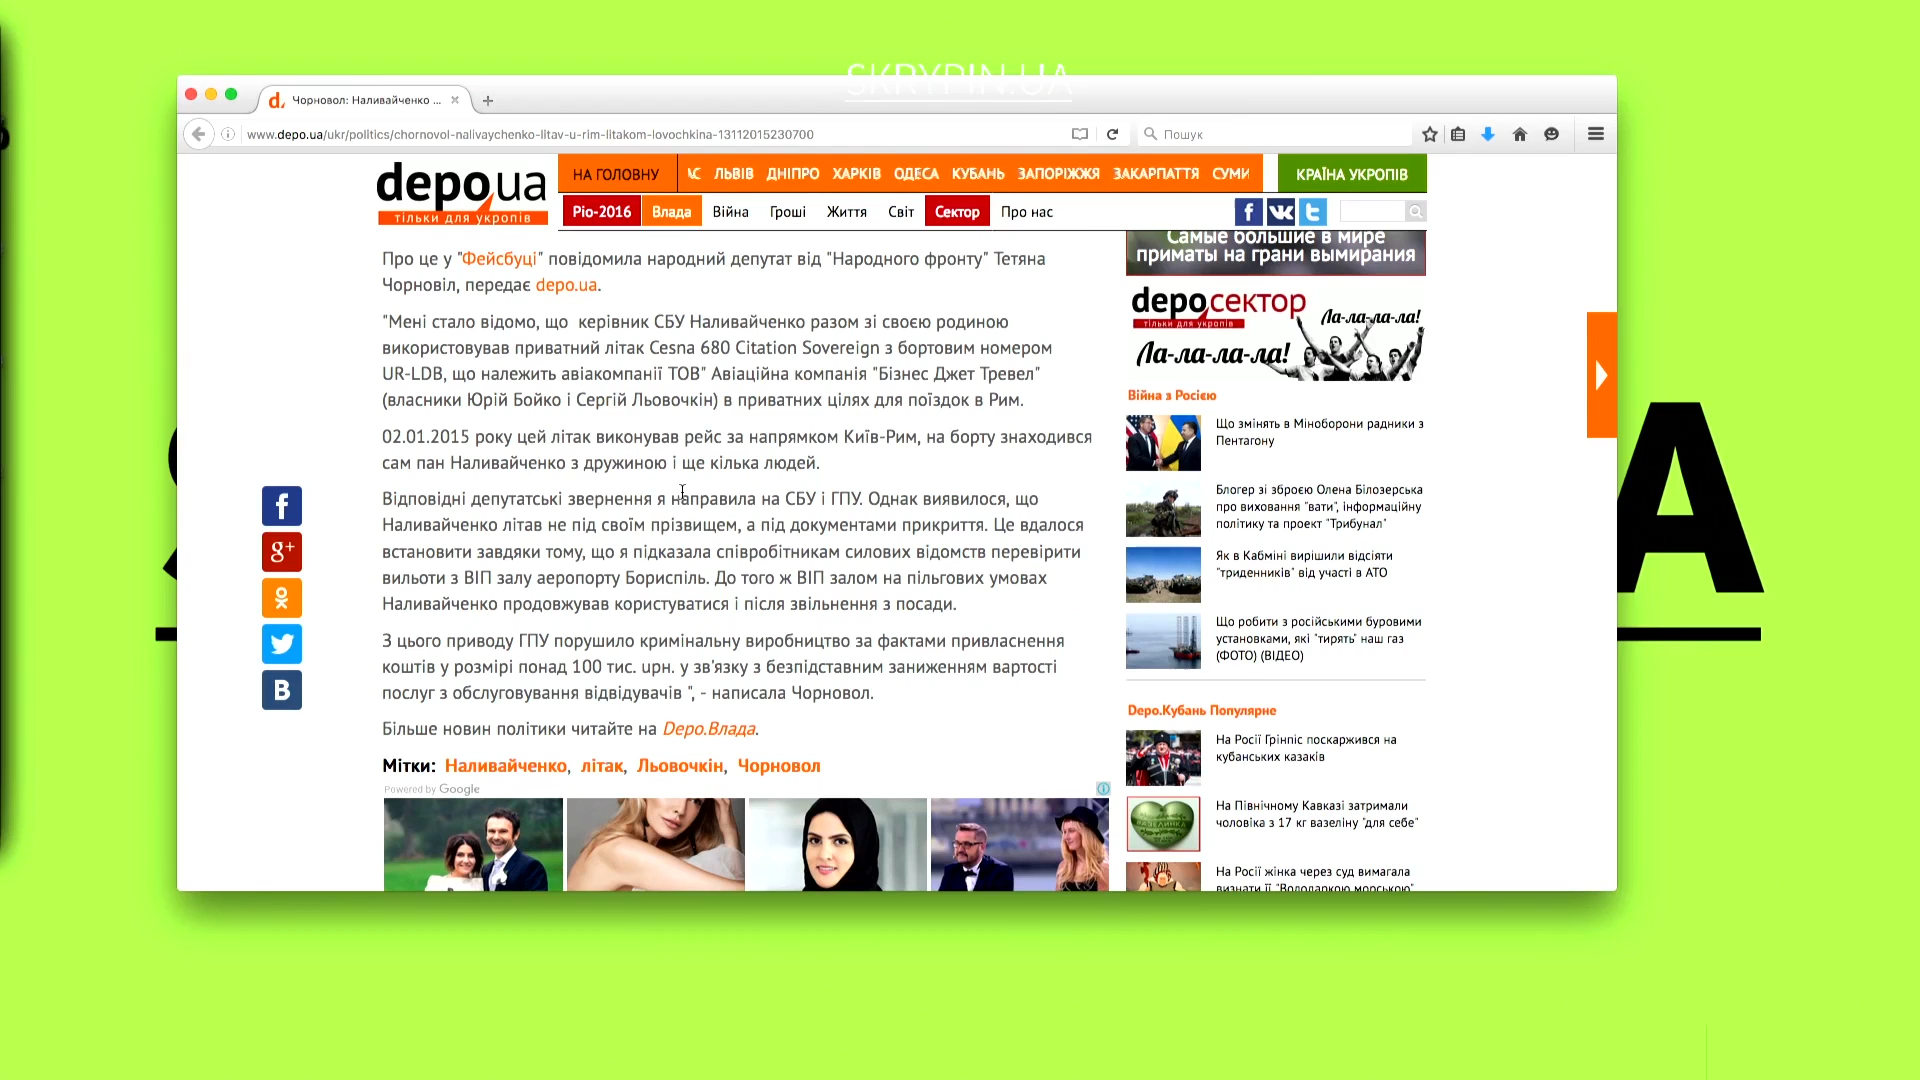 SKRYPIN.UA
Чорновол: Наливайченко ...
www.depo.ua/ukr/politics/chornovol-nalivaychenko-litav-u-rim-litakom-lovochkina-13112015230700
Пошук
depo.ua
тільки для укропів
НА ГОЛОВНУ
АС ЛЬВІВ ДНІПРО ХАРКІВ ОДЕСА КУБАНЬ ЗАПОРІЖЖЯ ЗАКАРПАТТЯ СУМИ
КРАЇНА УКРОПІВ
Ріо-2016 Влада Війна Гроші Життя Світ Сектор Про нас
Про це у "Фейсбуці" повідомила народний депутат від "Народного фронту" Тетяна
Чорновіл, передає depo.ua.
"Мені стало відомо, що керівник СБУ Наливайченко разом зі своєю родиною
використовував приватний літак Cesna 680 Citation Sovereign з бортовим номером
UR-LDB, що належить авіакомпанії ТОВ" Авіаційна компанія "Бізнес Джет Тревел"
(власники Юрій Бойко і Сергій Льовочкін) в приватних цілях для поїздок в Рим.
02.01.2015 року цей літак виконував рейс за напрямком Київ-Рим, на борту знаходився
сам пан Наливайченко з дружиною і ще кілька людей.
Відповідні депутатські звернення я направила на СБУ і ГПУ. Однак виявилося, що
Наливайченко літав не під своїм прізвищем, а під документами прикриття. Це вдалося
встановити завдяки тому, що я підказала співробітникам силових відомств перевірити
вильоти з ВІП залу аеропорту Бориспіль. До того ж ВІП залом на пільгових умовах
Наливайченко продовжував користуватися і після звільнення з посади.
З цього приводу ГПУ порушило кримінальну виробництво за фактами привласнення
коштів у розмірі понад 100 тис. uрн. у зв'язку з безпідставним заниженням вартості
послуг з обслуговування відвідувачів ", - написала Чорновол.
Більше новин політики читайте на Depo.Влада.
Мітки: Наливайченко, літак, Льовочкін, Чорновол
Powered by Google
Самые большие в мире
приматы на грани вымирания
depo.сектор
тільки для укропів
Ла-ла-ла-ла!
Ла-ла-ла-ла!
Війна з Росією
Що змінять в Міноборони радники з
Пентагону
Блогер зі зброєю Олена Білозерська
про виховання "вати", інформаційну
політику та проект "Трибунал"
Як в Кабміні вирішили відсіяти
"триденників" від участі в АТО
Що робити з російськими буровими
установками, які "тирять" наш газ
(ФОТО) (ВІДЕО)
Depo.Кубань Популярне
На Росії Грінпіс поскаржився на
кубанських казаків
На Північному Кавказі затримали
чоловіка з 17 кг вазеліну "для себе"
На Росії жінка через суд вимагала
визнати її "Володаркою морською"
A